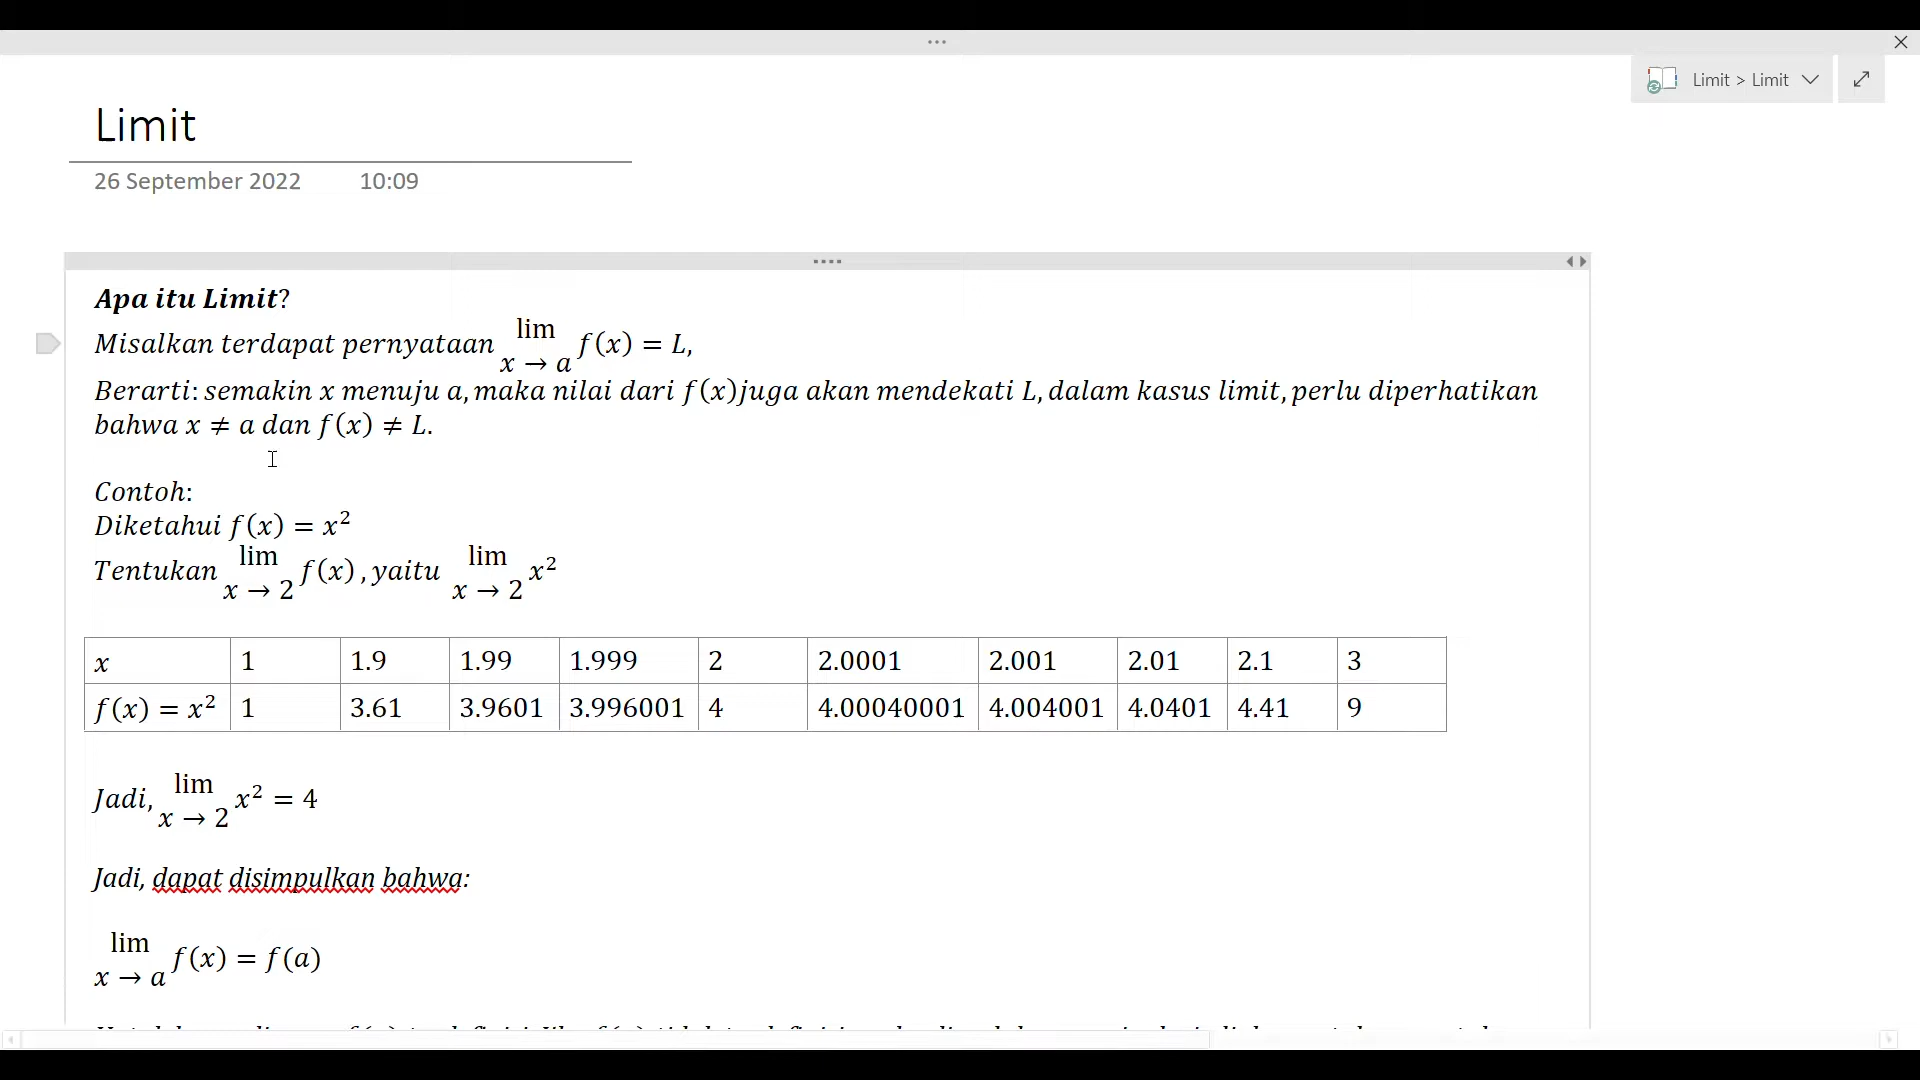 Limit > Limit
Limit
26 September 2022 10:09
Apa itu Limit?
Misalkan terdapat pernyataan lim x → a f(x) = L,
Berarti: semakin x menuju a, maka nilai dari f(x)juga akan mendekati L, dalam kasus limit, perlu diperhatikan
bahwa x ≠ a dan f(x) ≠ L.
Contoh:
Diketahui f(x) = x²
Tentukan lim x → 2 f(x), yaitu lim x → 2 x²
x 1 1.9 1.99 1.999 2 2.0001 2.001 2.01 2.1 3
f(x) = x² 1 3.61 3.9601 3.996001 4 4.00040001 4.004001 4.0401 4.41 9
Jadi, lim x → 2 x² = 4
Jadi, dapat disimpulkan bahwa:
lim x → a f(x) = f(a)